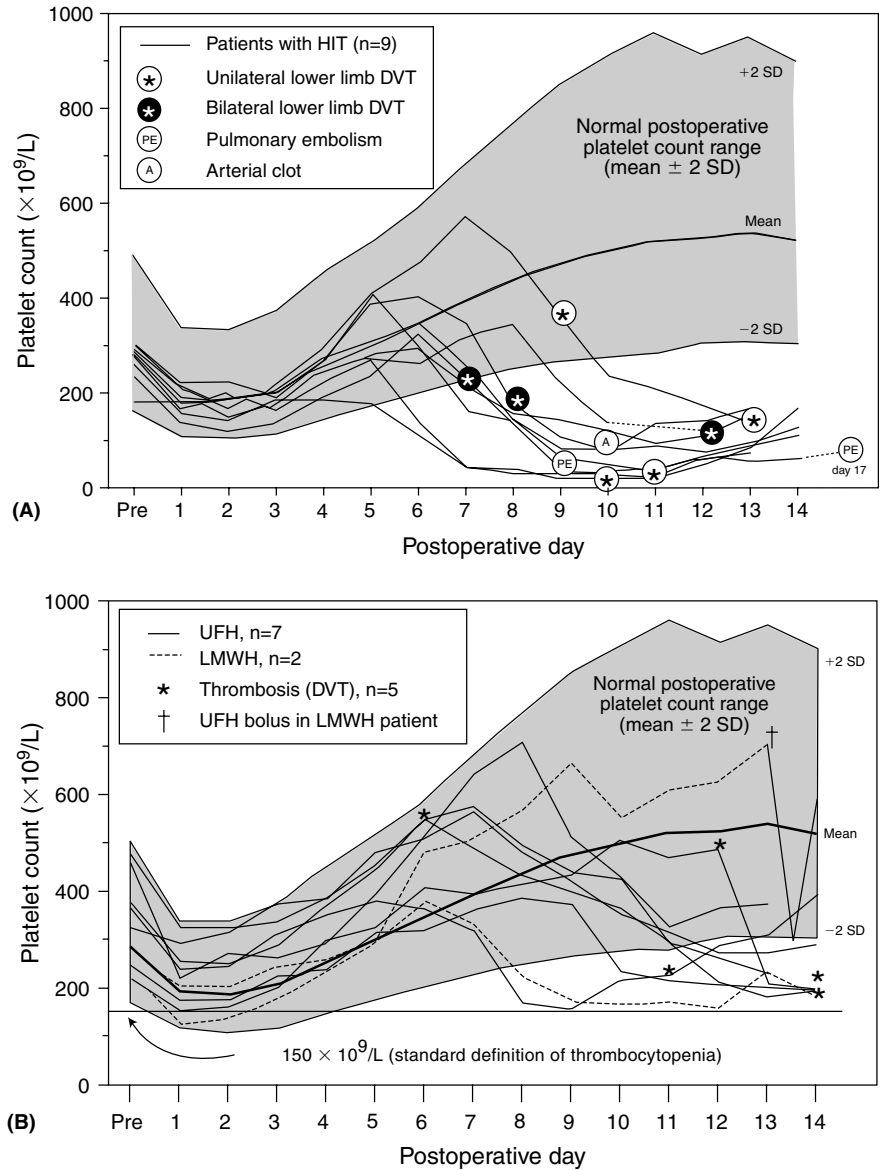 1000
800
600
400
200
0
Platelet count (×10⁹/L)
Patients with HIT (n=9)
Unilateral lower limb DVT
Bilateral lower limb DVT
PE Pulmonary embolism
A Arterial clot
+2 SD
Normal postoperative
platelet count range
(mean ± 2 SD)
Mean
−2 SD
A
PE
PE
day 17
(A)
Pre 1 2 3 4 5 6 7 8 9 10 11 12 13 14
Postoperative day
1000
800
600
400
200
0
Platelet count (×10⁹/L)
UFH, n=7
LMWH, n=2
* Thrombosis (DVT), n=5
† UFH bolus in LMWH patient
+2 SD
Normal postoperative
platelet count range
(mean ± 2 SD)
†
Mean
−2 SD
150 × 10⁹/L (standard definition of thrombocytopenia)
(B)
Pre 1 2 3 4 5 6 7 8 9 10 11 12 13 14
Postoperative day